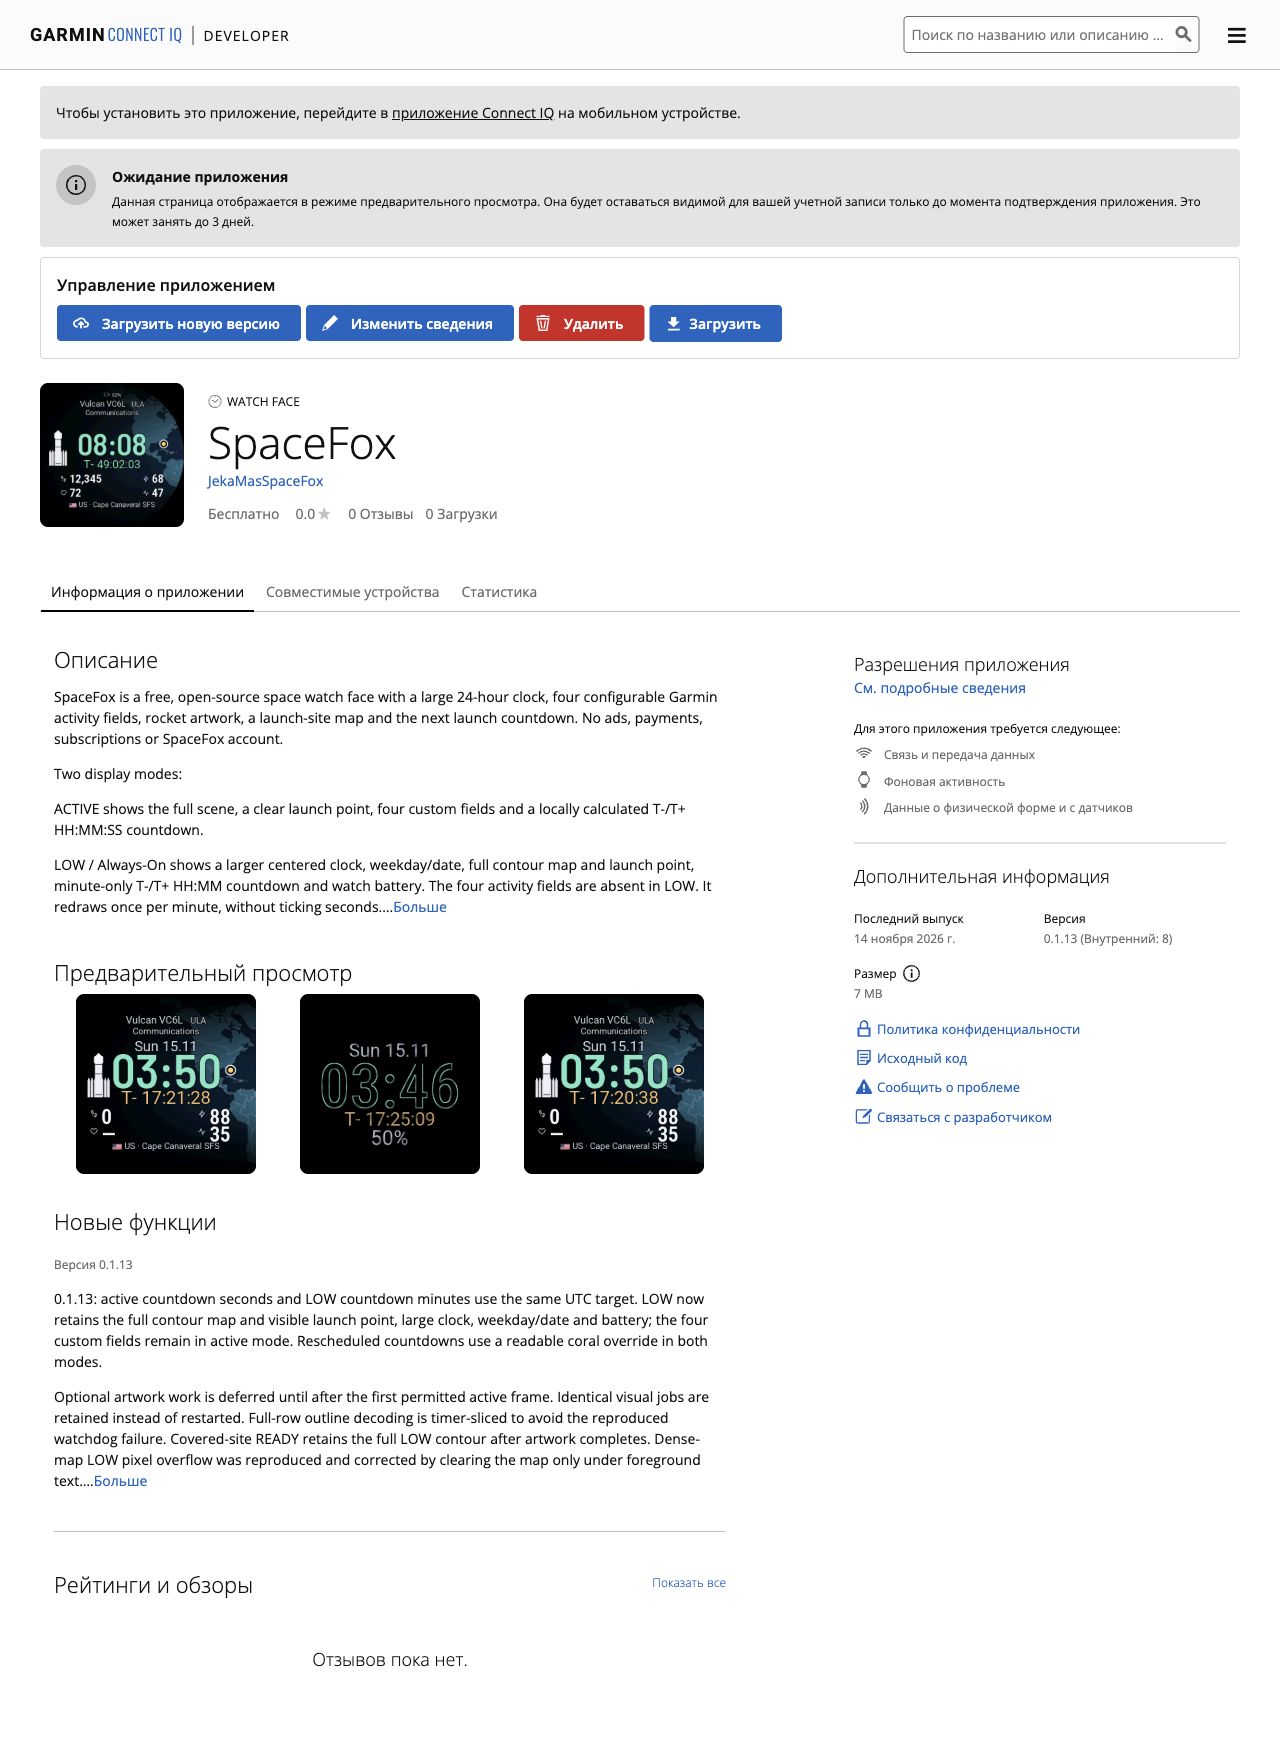 GARMIN CONNECT IQ | DEVELOPER
Поиск по названию или описанию ...
Чтобы установить это приложение, перейдите в приложение Connect IQ на мобильном устройстве.
Ожидание приложения
Данная страница отображается в режиме предварительного просмотра. Она будет оставаться видимой для вашей учетной записи только до момента подтверждения приложения. Это
может занять до 3 дней.
Управление приложением
Загрузить новую версию
Изменить сведения
Удалить
Загрузить
Vulcan VC6L ULA
Communications
08:08
T- 49:02:03
12,345 68
72 47
US · Cape Canaveral SFS
WATCH FACE
SpaceFox
JekaMasSpaceFox
Бесплатно 0.0 0 Отзывы 0 Загрузки
Информация о приложении
Совместимые устройства
Статистика
Описание
SpaceFox is a free, open-source space watch face with a large 24-hour clock, four configurable Garmin
activity fields, rocket artwork, a launch-site map and the next launch countdown. No ads, payments,
subscriptions or SpaceFox account.
Two display modes:
ACTIVE shows the full scene, a clear launch point, four custom fields and a locally calculated T-/T+
HH:MM:SS countdown.
LOW / Always-On shows a larger centered clock, weekday/date, full contour map and launch point,
minute-only T-/T+ HH:MM countdown and watch battery. The four activity fields are absent in LOW. It
redraws once per minute, without ticking seconds....Больше
Предварительный просмотр
Vulcan VC6L ULA
Communications
Sun 15.11
03:50
T- 17:21:28
0 88
— 35
US · Cape Canaveral SFS
Sun 15.11
03:46
T- 17:25:09
50%
Vulcan VC6L ULA
Communications
Sun 15.11
03:50
T- 17:20:38
0 88
— 35
US · Cape Canaveral SFS
Новые функции
Версия 0.1.13
0.1.13: active countdown seconds and LOW countdown minutes use the same UTC target. LOW now
retains the full contour map and visible launch point, large clock, weekday/date and battery; the four
custom fields remain in active mode. Rescheduled countdowns use a readable coral override in both
modes.
Optional artwork work is deferred until after the first permitted active frame. Identical visual jobs are
retained instead of restarted. Full-row outline decoding is timer-sliced to avoid the reproduced
watchdog failure. Covered-site READY retains the full LOW contour after artwork completes. Dense-
map LOW pixel overflow was reproduced and corrected by clearing the map only under foreground
text....Больше
Рейтинги и обзоры
Показать все
Отзывов пока нет.
Разрешения приложения
См. подробные сведения
Для этого приложения требуется следующее:
Связь и передача данных
Фоновая активность
Данные о физической форме и с датчиков
Дополнительная информация
Последний выпуск
14 ноября 2026 г.
Версия
0.1.13 (Внутренний: 8)
Размер
7 MB
Политика конфиденциальности
Исходный код
Сообщить о проблеме
Связаться с разработчиком